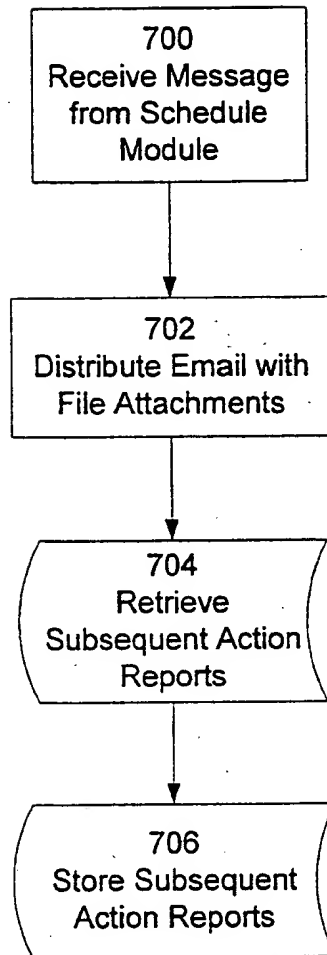 700
Receive Message
from Schedule
Module
702
Distribute Email with
File Attachments
704
Retrieve
Subsequent Action
Reports
706
Store Subsequent
Action Reports